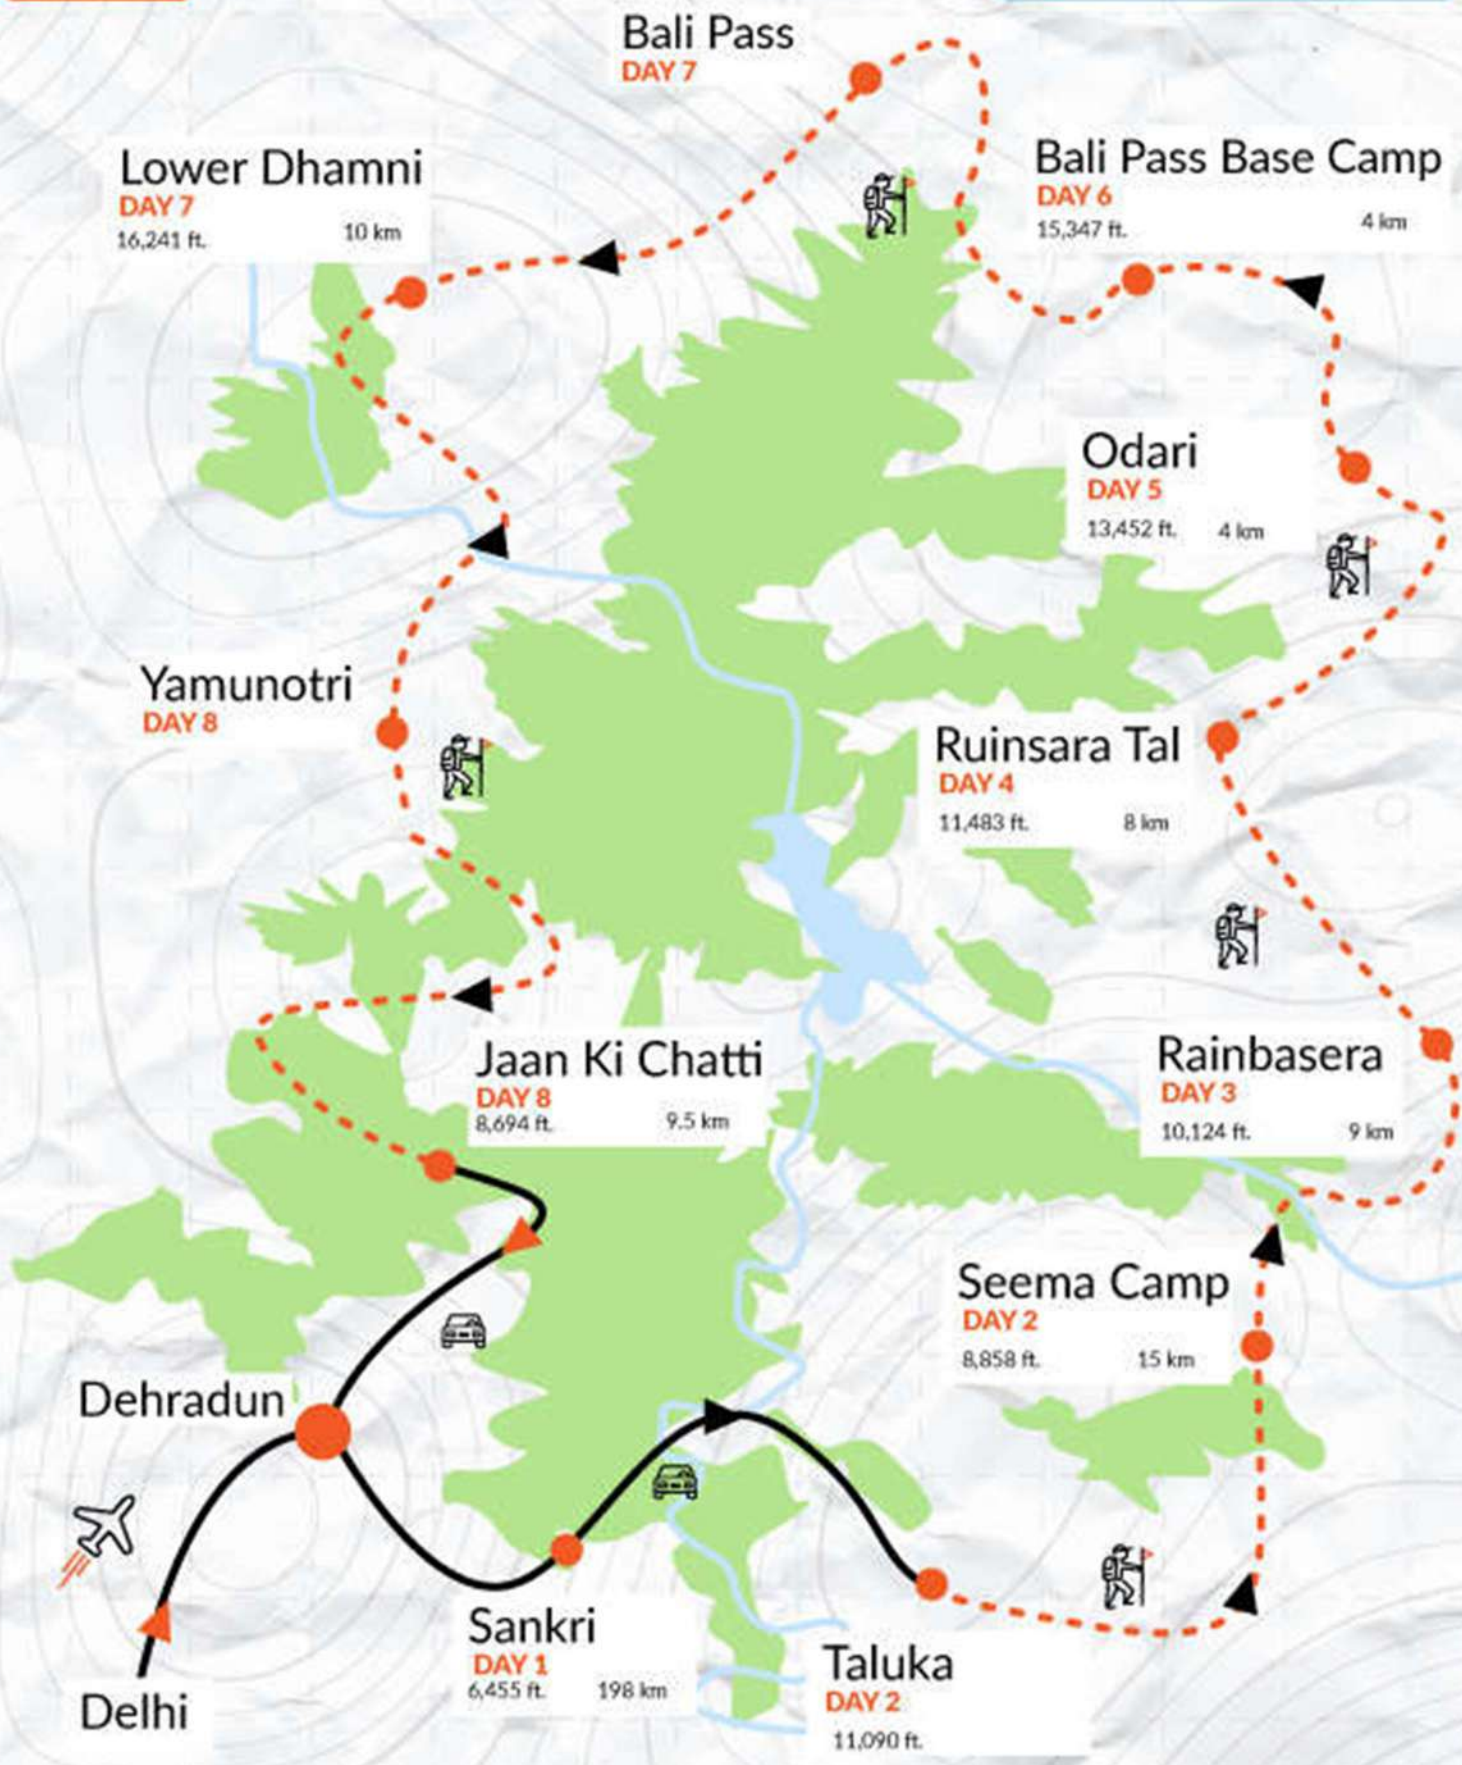 Bali Pass
DAY 7
Lower Dhamni
DAY 7
16,241 ft. 10 km
Bali Pass Base Camp
DAY 6
15,347 ft. 4 km
Odari
DAY 5
13,452 ft. 4 km
Yamunotri
DAY 8
Ruinsara Tal
DAY 4
11,483 ft. 8 km
Jaan Ki Chatti
DAY 8
8,694 ft. 9.5 km
Rainbasera
DAY 3
10,124 ft. 9 km
Seema Camp
DAY 2
8,858 ft. 15 km
Dehradun
Sankri
DAY 1
6,455 ft. 198 km
Taluka
DAY 2
11,090 ft.
Delhi